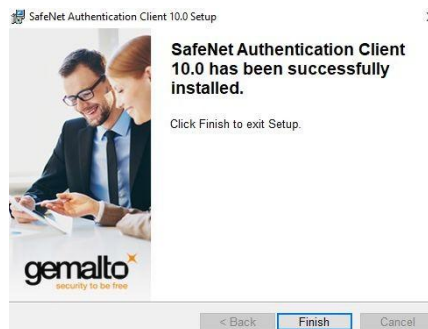 SafeNet Authentication Client 10.0 Setup
SafeNet Authentication Client
10.0 has been successfully
installed.
Click Finish to exit Setup.
gemalto
security to be free
< Back
Finish
Cancel